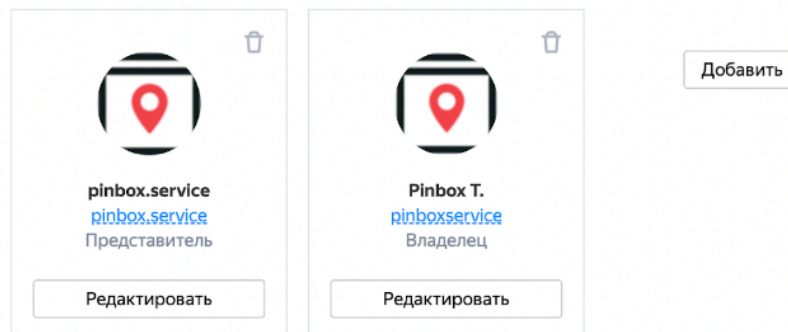 Добавить
pinbox.service
pinbox.service
Представитель
Редактировать
Pinbox T.
pinboxservice
Владелец
Редактировать